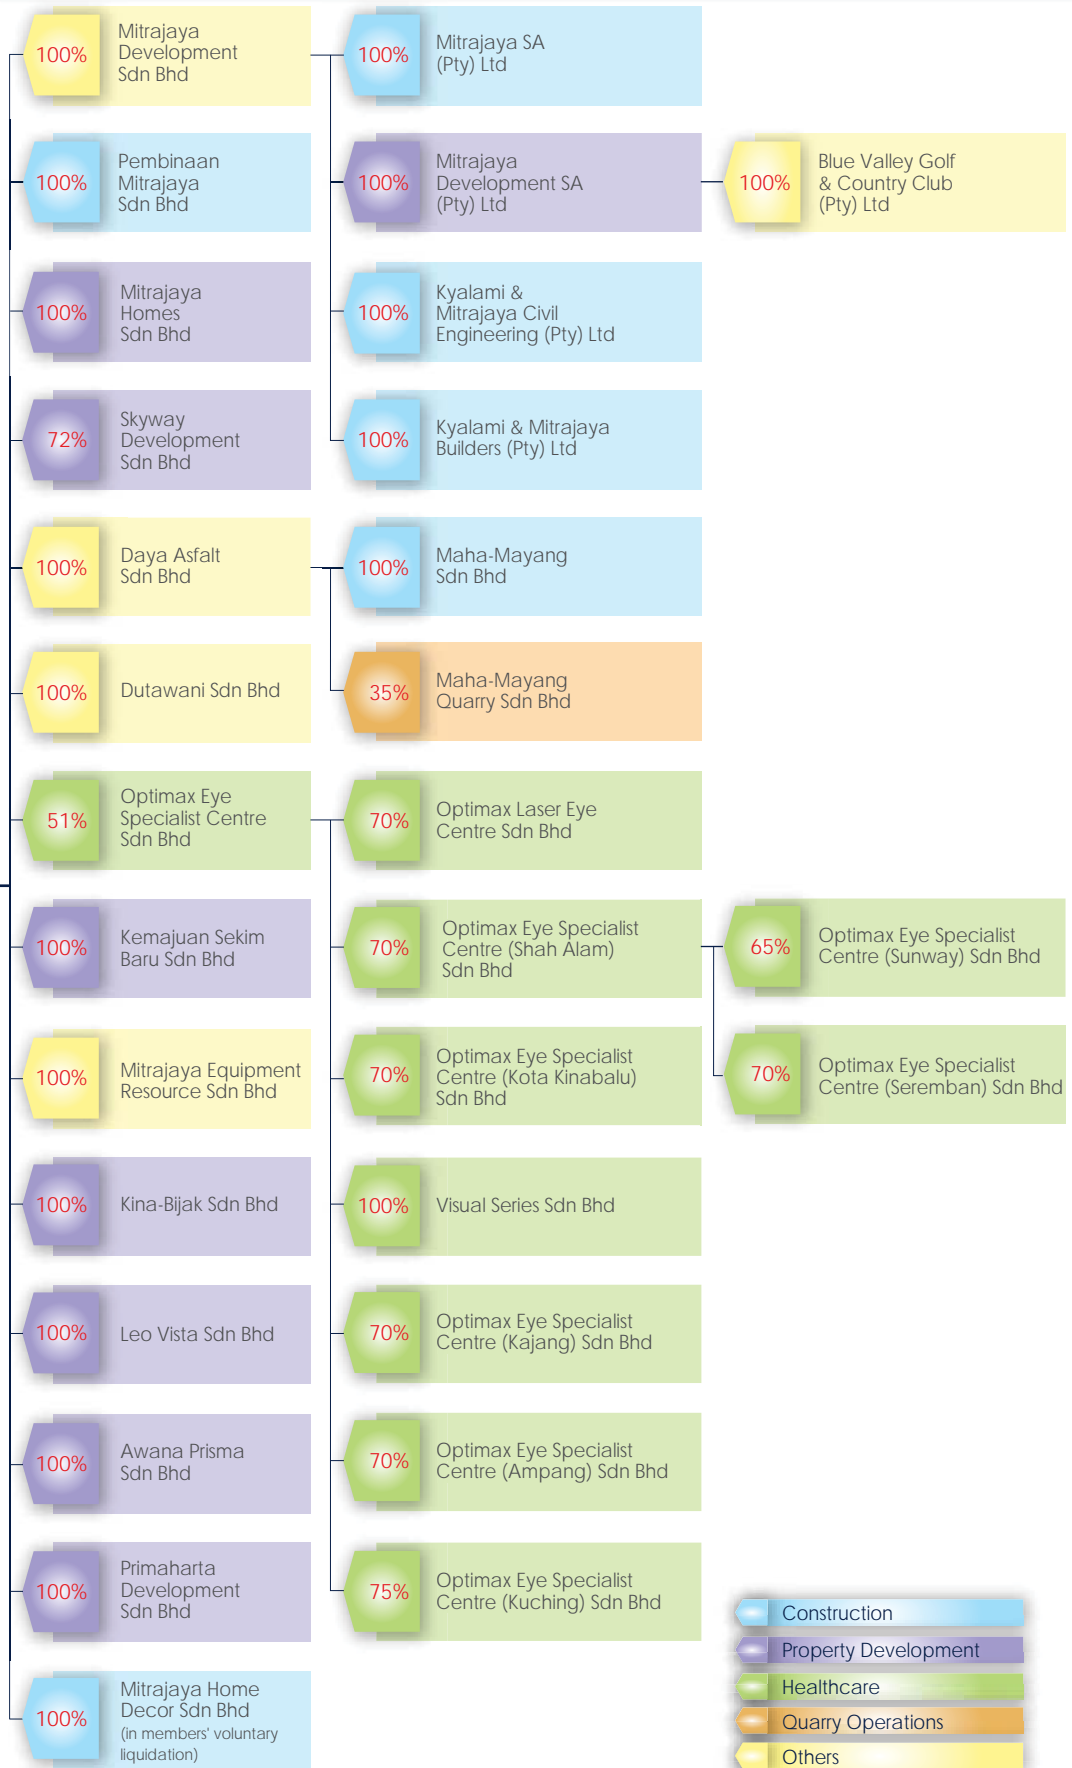 100%
Mitrajaya
Development
Sdn Bhd
100%
Mitrajaya SA
(Pty) Ltd
100%
Pembinaan
Mitrajaya
Sdn Bhd
100%
Mitrajaya
Development SA
(Pty) Ltd
100%
Blue Valley Golf
& Country Club
(Pty) Ltd
100%
Mitrajaya
Homes
Sdn Bhd
100%
Kyalami &
Mitrajaya Civil
Engineering (Pty) Ltd
72%
Skyway
Development
Sdn Bhd
100%
Kyalami & Mitrajaya
Builders (Pty) Ltd
100%
Daya Asfalt
Sdn Bhd
100%
Maha-Mayang
Sdn Bhd
100%
Dutawani Sdn Bhd
35%
Maha-Mayang
Quarry Sdn Bhd
51%
Optimax Eye
Specialist Centre
Sdn Bhd
70%
Optimax Laser Eye
Centre Sdn Bhd
100%
Kemajuan Sekim
Baru Sdn Bhd
70%
Optimax Eye Specialist
Centre (Shah Alam)
Sdn Bhd
65%
Optimax Eye Specialist
Centre (Sunway) Sdn Bhd
100%
Mitrajaya Equipment
Resource Sdn Bhd
70%
Optimax Eye Specialist
Centre (Kota Kinabalu)
Sdn Bhd
70%
Optimax Eye Specialist
Centre (Seremban) Sdn Bhd
100%
Kina-Bijak Sdn Bhd
100%
Visual Series Sdn Bhd
100%
Leo Vista Sdn Bhd
70%
Optimax Eye Specialist
Centre (Kajang) Sdn Bhd
100%
Awana Prisma
Sdn Bhd
70%
Optimax Eye Specialist
Centre (Ampang) Sdn Bhd
100%
Primaharta
Development
Sdn Bhd
75%
Optimax Eye Specialist
Centre (Kuching) Sdn Bhd
100%
Mitrajaya Home
Decor Sdn Bhd
(in members' voluntary
liquidation)
Construction
Property Development
Healthcare
Quarry Operations
Others